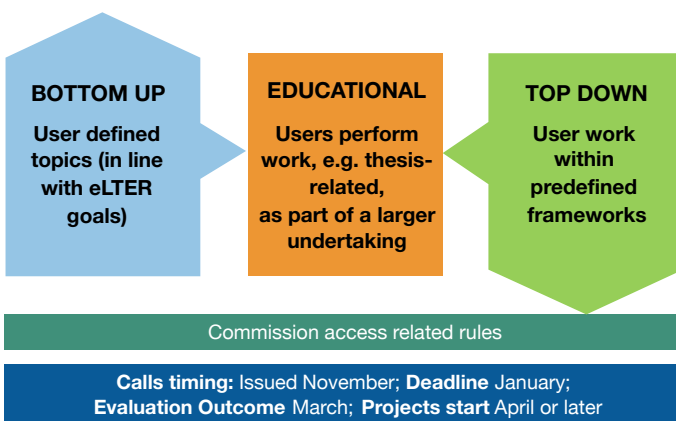 BOTTOM UP
User defined
topics (in line
with eLTER
goals)
EDUCATIONAL
Users perform
work, e.g. thesis-
related,
as part of a larger
undertaking
TOP DOWN
User work
within
predefined
frameworks
Commission access related rules
Calls timing: Issued November; Deadline January;
Evaluation Outcome March; Projects start April or later